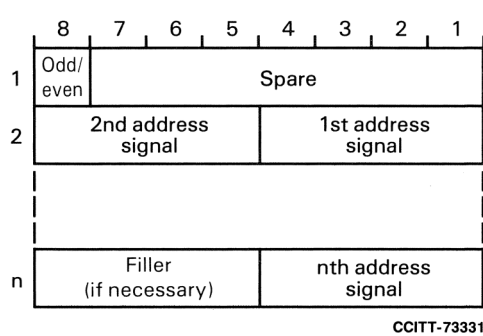 8 7 6 5 4 3 2 1
1 Odd/ even Spare
2 2nd address signal 1st address signal
n Filler (if necessary) nth address signal
CCITT-73331